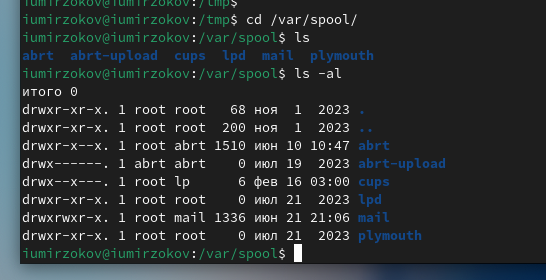 iumirzokov@iumirzokov:/tmp$
iumirzokov@iumirzokov:/tmp$ cd /var/spool/
iumirzokov@iumirzokov:/var/spool$ ls
abrt  abrt-upload  cups  lpd  mail  plymouth
iumirzokov@iumirzokov:/var/spool$ ls -al
итого 0
drwxr-xr-x. 1 root root   68 ноя  1  2023 .
drwxr-xr-x. 1 root root  200 ноя  1  2023 ..
drwxr-xr-x. 1 root abrt 1510 июн 10 10:47 abrt
drwx------. 1 abrt abrt    0 июл 19  2023 abrt-upload
drwx--x---. 1 root lp      6 фев 16 03:00 cups
drwxr-xr-x. 1 root root    0 июл 21  2023 lpd
drwxrwxr-x. 1 root mail 1336 июн 21 21:06 mail
drwxr-xr-x. 1 root root    0 июл 21  2023 plymouth
iumirzokov@iumirzokov:/var/spool$